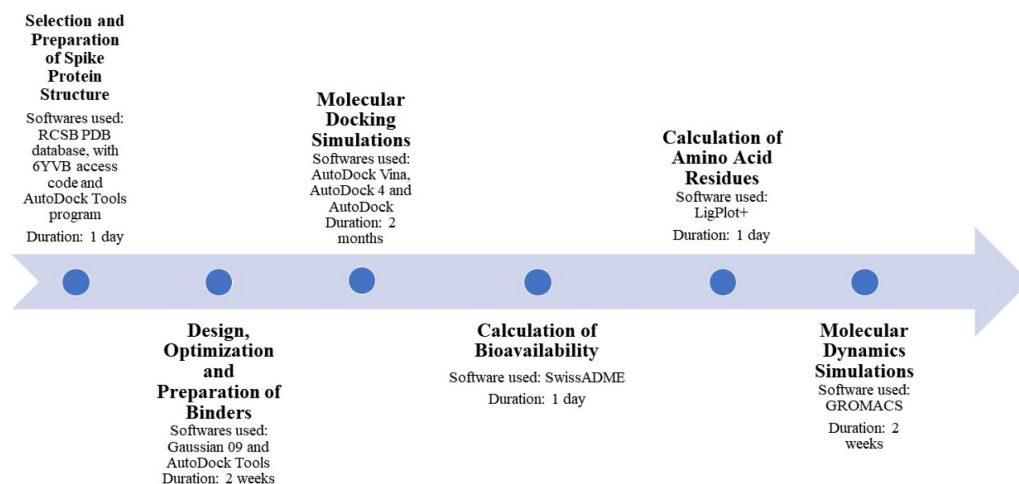 Selection and
Preparation
of Spike
Protein
Structure
Softwares used:
RCSB PDB
database, with
6YVB access
code and
AutoDock Tools
program
Duration: 1 day
Design,
Optimization
and
Preparation of
Binders
Softwares used:
Gaussian 09 and
AutoDock Tools
Duration: 2 weeks
Molecular
Docking
Simulations
Softwares used:
AutoDock Vina,
AutoDock 4 and
AutoDock
Duration: 2
months
Calculation of
Bioavailability
Software used: SwissADME
Duration: 1 day
Calculation of
Amino Acid
Residues
Software used:
LigPlot+
Duration: 1 day
Molecular
Dynamics
Simulations
Software used:
GROMACS
Duration: 2
weeks